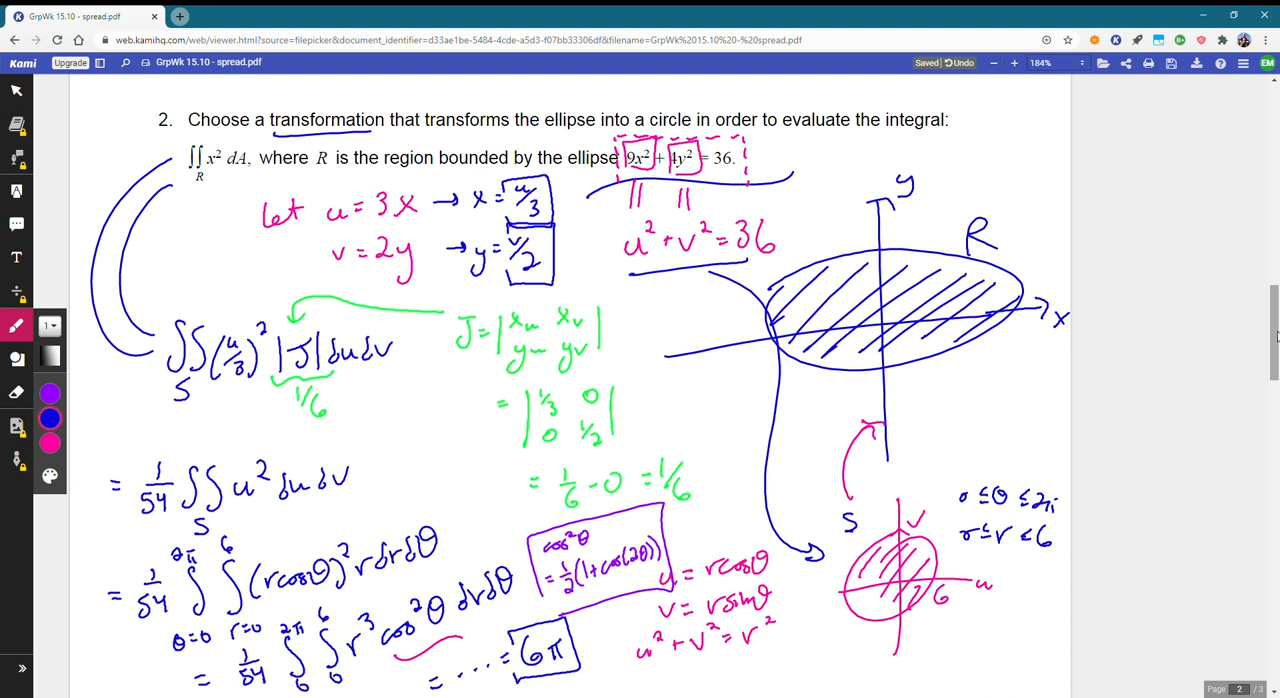 GrpWk 15.10 - spread.pdf
web.kamihq.com/web/viewer.html?source=filepicker&document_identifier=d33ae1be-5484-4cde-a5d3-f07bb33306df&filename=GrpWk%2015.10%20-%20spread.pdf
Kami Upgrade GrpWk 15.10 - spread.pdf Saved Undo 184% EM
2. Choose a transformation that transforms the ellipse into a circle in order to evaluate the integral:
∬_R x² dA, where R is the region bounded by the ellipse 9x² + 4y² = 36.
let u = 3x → x = u/3
v = 2y → y = v/2
|| ||
u² + v² = 36
y
R
x
∬_S (u/3)² |J| du dv
1/6
J = | x_u x_v |
| y_u y_v |
= | 1/3 0 |
| 0 1/2 |
= 1/6 - 0 = 1/6
= 1/54 ∬_S u² du dv
= 1/54 ∫_{θ=0}^{2π} ∫_{r=0}^{6} (r cosθ)² r dr dθ
= 1/54 ∫_0^{2π} ∫_0^6 r³ cos²θ dr dθ
= ... = 6π
cos²θ
= 1/2 (1 + cos(2θ))
u = r cosθ
v = r sinθ
u² + v² = r²
S
v
u
6
0 ≤ θ ≤ 2π
≤ r ≤ 6
T
1
Page 2 / 3